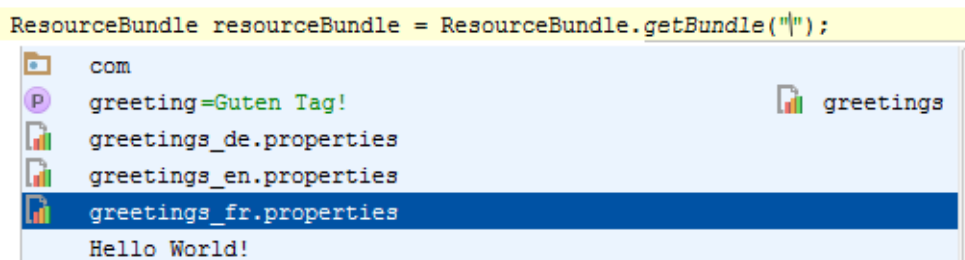 ResourceBundle resourceBundle = ResourceBundle.getBundle("");
com
greeting=Guten Tag! greetings
greetings_de.properties
greetings_en.properties
greetings_fr.properties
Hello World!